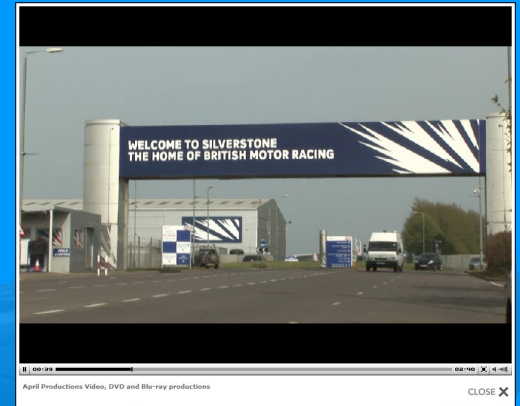 WELCOME TO SILVERSTONE
THE HOME OF BRITISH MOTOR RACING
00:39
02:40
April Productions Video, DVD and Blu-ray productions
CLOSE X